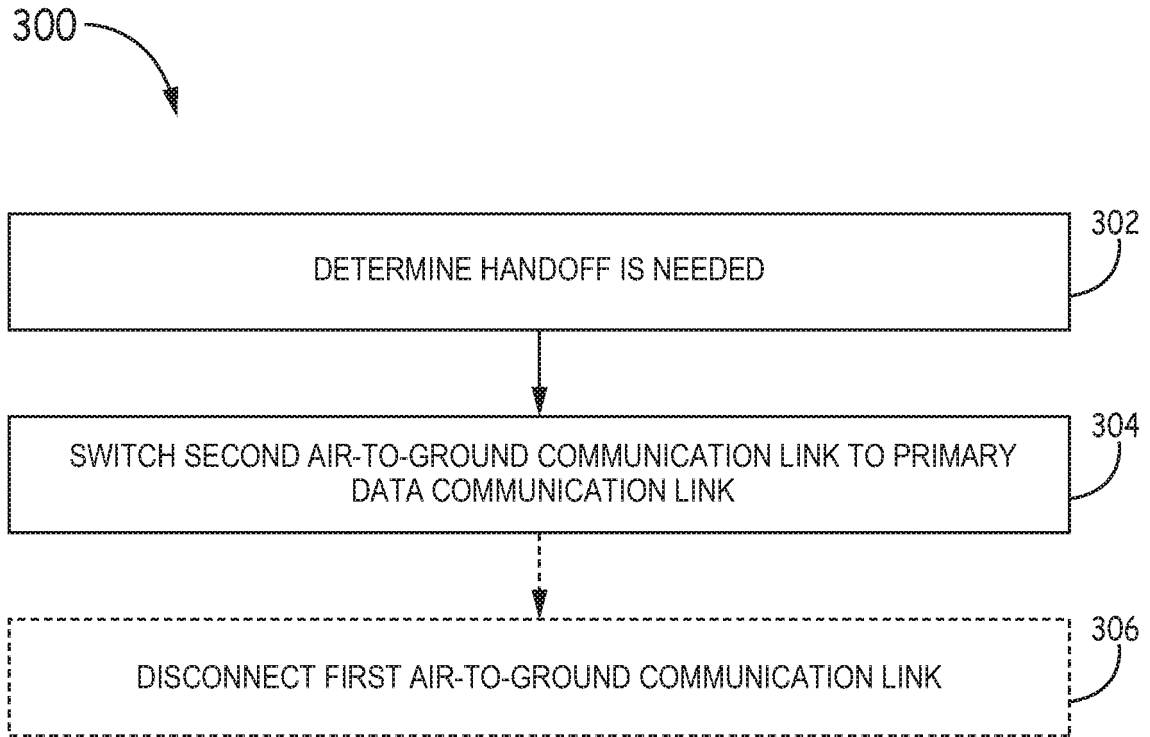 300
302
DETERMINE HANDOFF IS NEEDED
304
SWITCH SECOND AIR-TO-GROUND COMMUNICATION LINK TO PRIMARY
DATA COMMUNICATION LINK
306
DISCONNECT FIRST AIR-TO-GROUND COMMUNICATION LINK